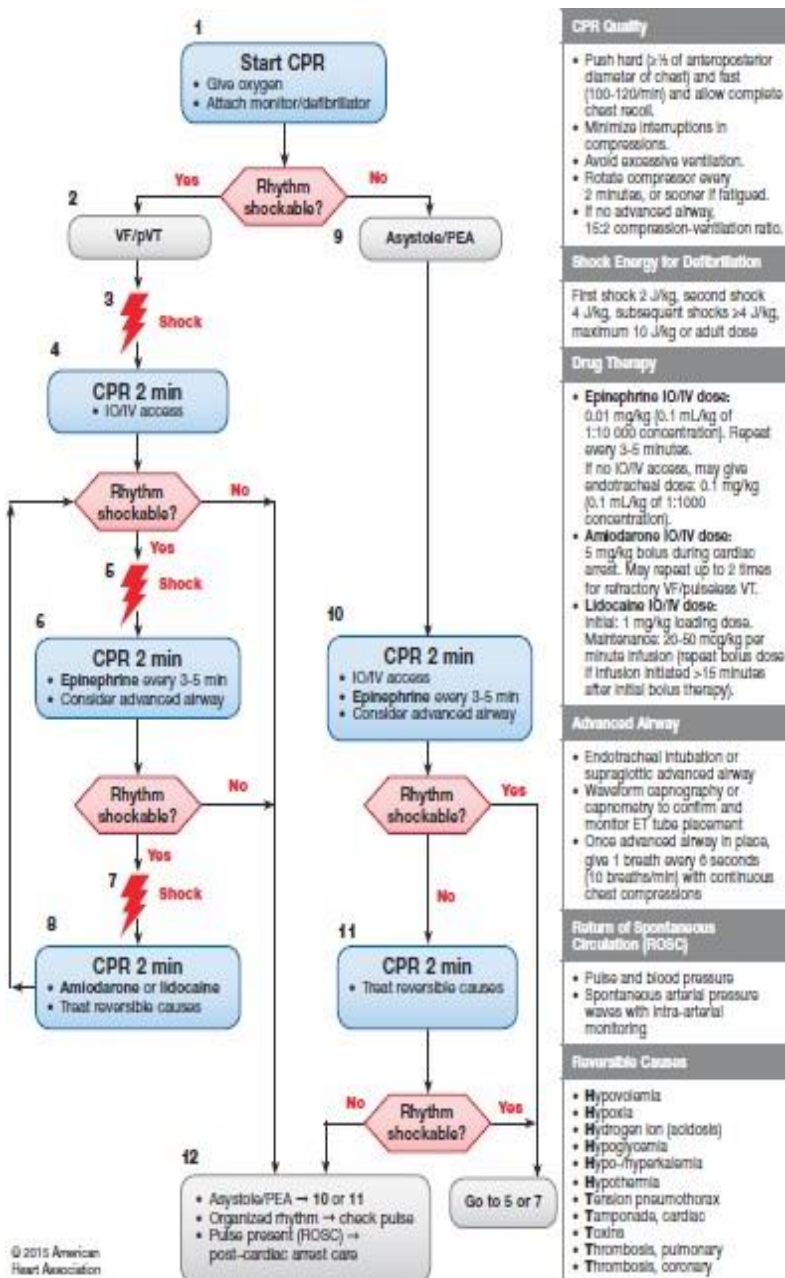 1
Start CPR
• Give oxygen
• Attach monitor/defibrillator
Rhythm
shockable?
Yes
No
2
VF/pVT
9
Asystole/PEA
3
Shock
4
CPR 2 min
• IO/IV access
Rhythm
shockable?
No
Yes
5
Shock
6
CPR 2 min
• Epinephrine every 3-5 min
• Consider advanced airway
Rhythm
shockable?
No
Yes
7
Shock
8
CPR 2 min
• Amiodarone or lidocaine
• Treat reversible causes
10
CPR 2 min
• IO/IV access
• Epinephrine every 3-5 min
• Consider advanced airway
Rhythm
shockable?
Yes
No
11
CPR 2 min
• Treat reversible causes
No
Rhythm
shockable?
Yes
12
• Asystole/PEA → 10 or 11
• Organized rhythm → check pulse
• Pulse present (ROSC) →
post–cardiac arrest care
Go to 5 or 7
© 2015 American
Heart Association
CPR Quality
• Push hard (≥⅓ of anteroposterior
diameter of chest) and fast
(100-120/min) and allow complete
chest recoil.
• Minimize interruptions in
compressions.
• Avoid excessive ventilation.
• Rotate compressor every
2 minutes, or sooner if fatigued.
• If no advanced airway,
15:2 compression-ventilation ratio.
Shock Energy for Defibrillation
First shock 2 J/kg, second shock
4 J/kg, subsequent shocks ≥4 J/kg,
maximum 10 J/kg or adult dose
Drug Therapy
• Epinephrine IO/IV dose:
0.01 mg/kg (0.1 mL/kg of
1:10 000 concentration). Repeat
every 3-5 minutes.
If no IO/IV access, may give
endotracheal dose: 0.1 mg/kg
(0.1 mL/kg of 1:1000
concentration).
• Amiodarone IO/IV dose:
5 mg/kg bolus during cardiac
arrest. May repeat up to 2 times
for refractory VF/pulseless VT.
• Lidocaine IO/IV dose:
Initial: 1 mg/kg loading dose.
Maintenance: 20-50 mcg/kg per
minute infusion (repeat bolus dose
if infusion initiated >15 minutes
after initial bolus therapy).
Advanced Airway
• Endotracheal intubation or
supraglottic advanced airway
• Waveform capnography or
capnometry to confirm and
monitor ET tube placement
• Once advanced airway in place,
give 1 breath every 6 seconds
(10 breaths/min) with continuous
chest compressions
Return of Spontaneous
Circulation (ROSC)
• Pulse and blood pressure
• Spontaneous arterial pressure
waves with intra-arterial
monitoring
Reversible Causes
• Hypovolemia
• Hypoxia
• Hydrogen ion (acidosis)
• Hypoglycemia
• Hypo-/hyperkalemia
• Hypothermia
• Tension pneumothorax
• Tamponade, cardiac
• Toxins
• Thrombosis, pulmonary
• Thrombosis, coronary